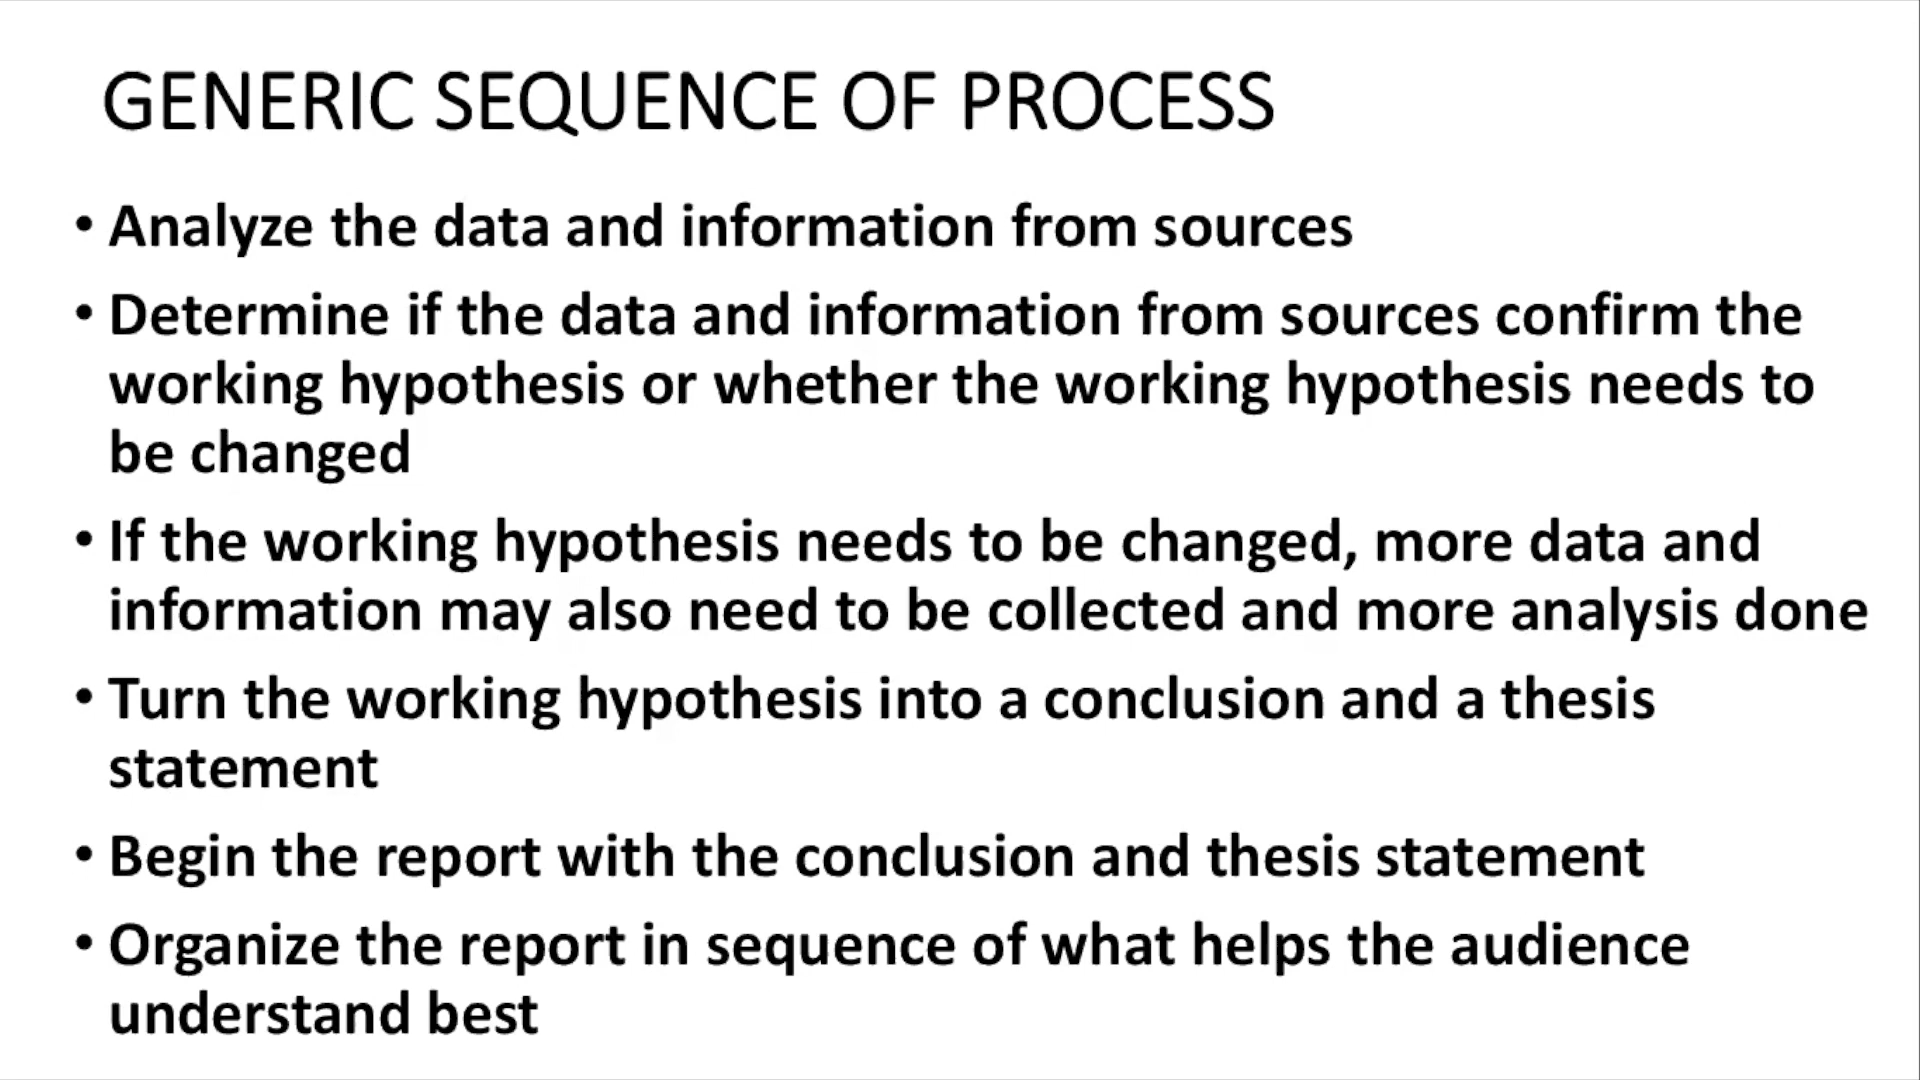 GENERIC SEQUENCE OF PROCESS
• Analyze the data and information from sources
• Determine if the data and information from sources confirm the
working hypothesis or whether the working hypothesis needs to
be changed
• If the working hypothesis needs to be changed, more data and
information may also need to be collected and more analysis done
• Turn the working hypothesis into a conclusion and a thesis
statement
• Begin the report with the conclusion and thesis statement
• Organize the report in sequence of what helps the audience
understand best